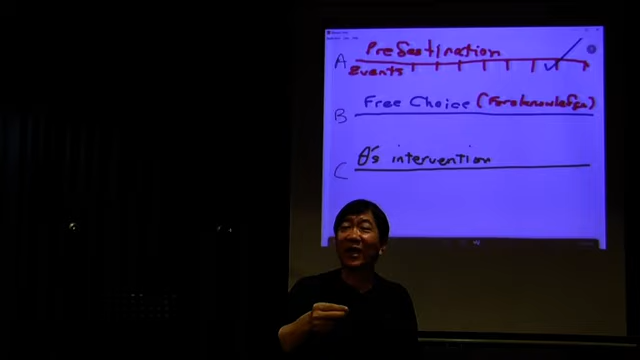 A Predestination
Events
B Free Choice (Foreknowledge)
C θ's intervention